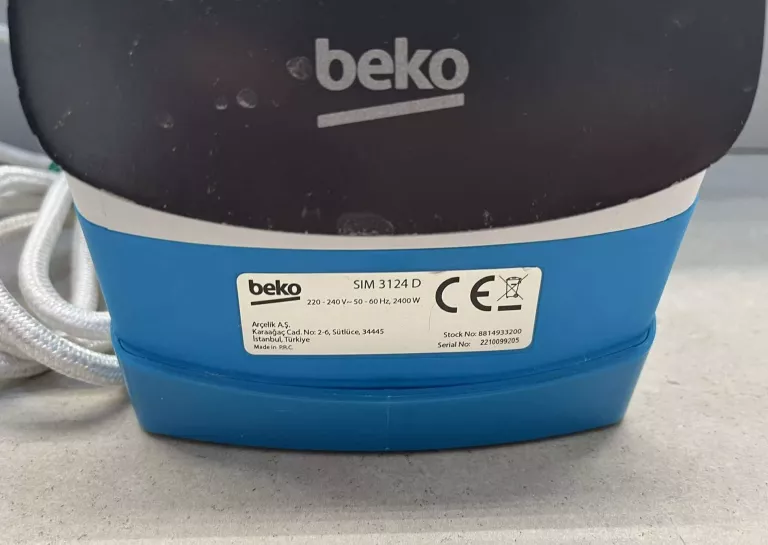 beko
beko SIM 3124 D
220 - 240 V~ 50 - 60 Hz, 2400 W
Arçelik A.Ş.
Karaağaç Cad. No: 2-6, Sütlüce, 34445
İstanbul, Türkiye
Made in P.R.C.
CE
Stock No: 8814933200
Serial No: 2210099205